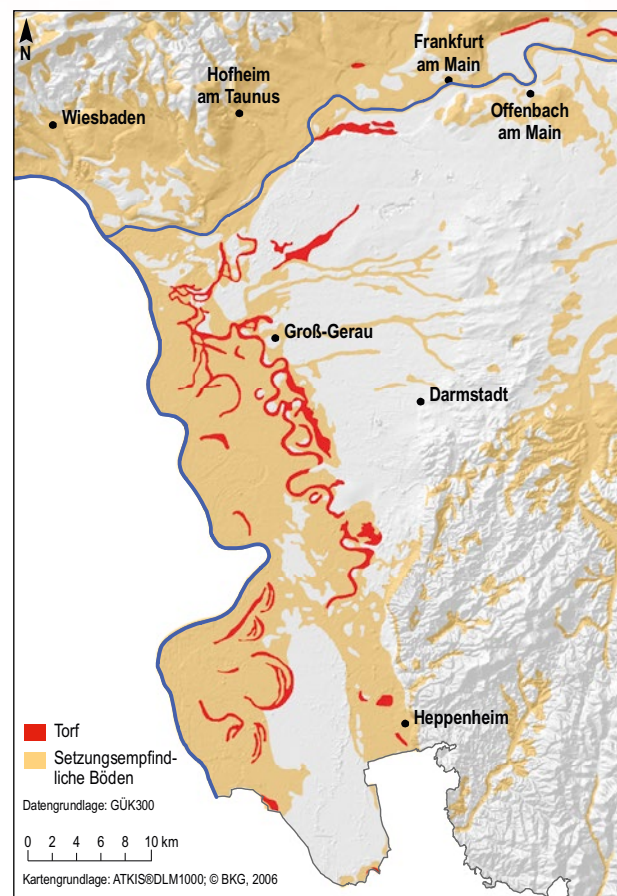 N
Frankfurt
am Main
Hofheim
am Taunus
Wiesbaden
Offenbach
am Main
Groß-Gerau
Darmstadt
Heppenheim
Torf
Setzungsempfind-
liche Böden
Datengrundlage: GÜK300
0 2 4 6 8 10 km
Kartengrundlage: ATKIS®DLM1000; © BKG, 2006